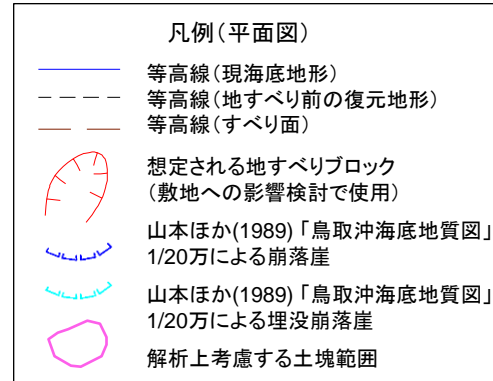 凡例(平面図)
等高線(現海底地形)
等高線(地すべり前の復元地形)
等高線(すべり面)
想定される地すべりブロック
(敷地への影響検討で使用)
山本ほか(1989)「鳥取沖海底地質図」
1/20万による崩落崖
山本ほか(1989)「鳥取沖海底地質図」
1/20万による埋没崩落崖
解析上考慮する土塊範囲